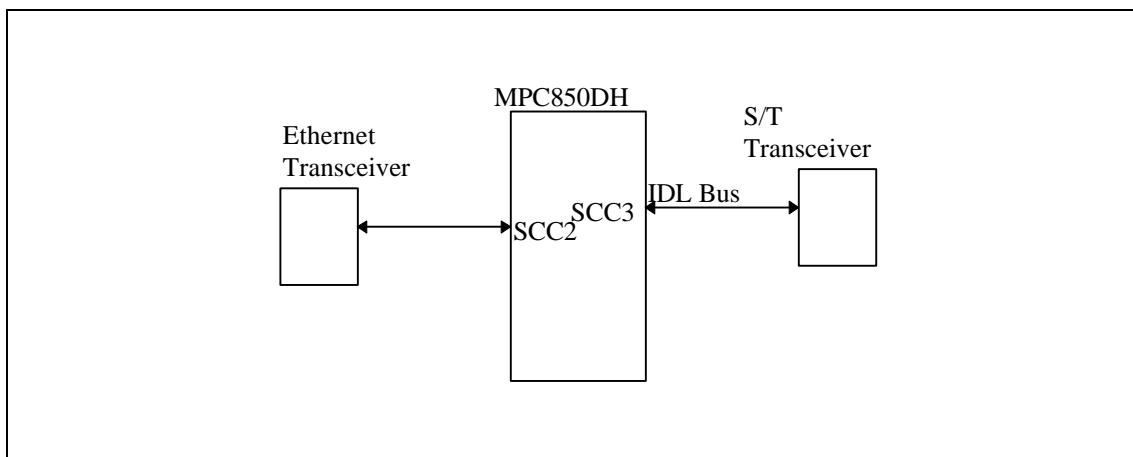 MPC850DH
Ethernet
Transceiver
S/T
Transceiver
IDL Bus
SCC3
SCC2